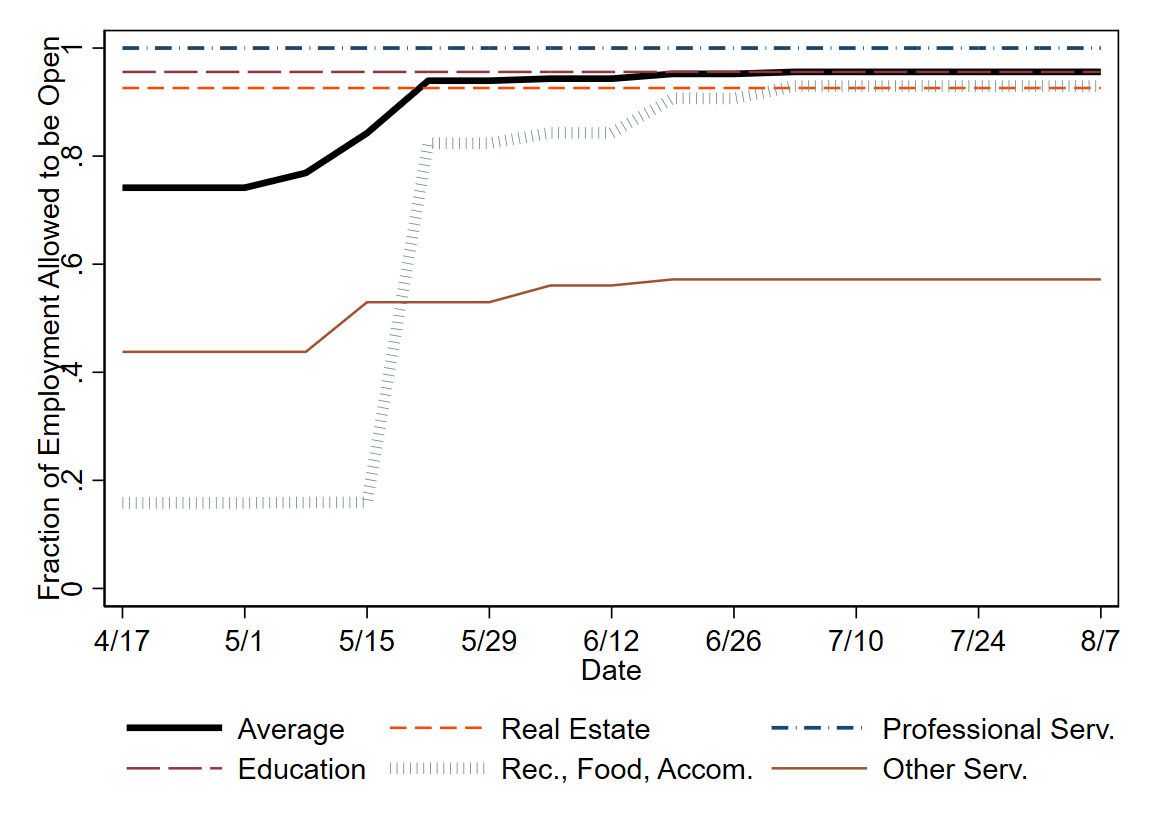 Fraction of Employment Allowed to be Open
1
.8
.6
.4
.2
0
4/17 5/1 5/15 5/29 6/12 6/26 7/10 7/24 8/7
Date
Average Real Estate Professional Serv.
Education Rec., Food, Accom. Other Serv.